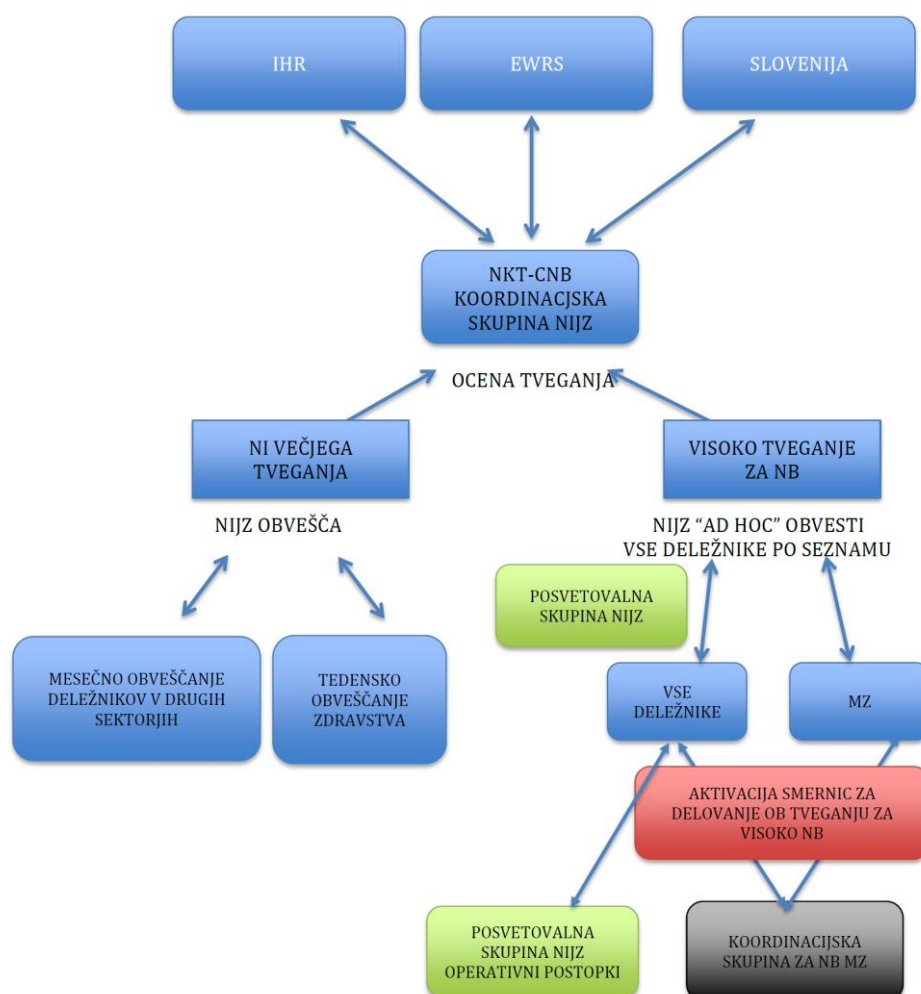 IHR
EWRS
SLOVENIJA
NKT-CNB
KOORDINACJSKA
SKUPINA NIJZ
OCENA TVEGANJA
NI VEČJEGA
TVEGANJA
VISOKO TVEGANJE
ZA NB
NIJZ OBVEŠČA
NIJZ “AD HOC” OBVESTI
VSE DELEŽNIKE PO SEZNAMU
POSVETOVALNA
SKUPINA NIJZ
MESEČNO OBVEŠČANJE
DELEŽNIKOV V DRUGIH
SEKTORJIH
TEDENSKO
OBVEŠČANJE
ZDRAVSTVA
VSE
DELEŽNIKE
MZ
AKTIVACIJA SMERNIC ZA
DELOVANJE OB TVEGANJU ZA
VISOKO NB
POSVETOVALNA
SKUPINA NIJZ
OPERATIVNI POSTOPKI
KOORDINACIJSKA
SKUPINA ZA NB MZ